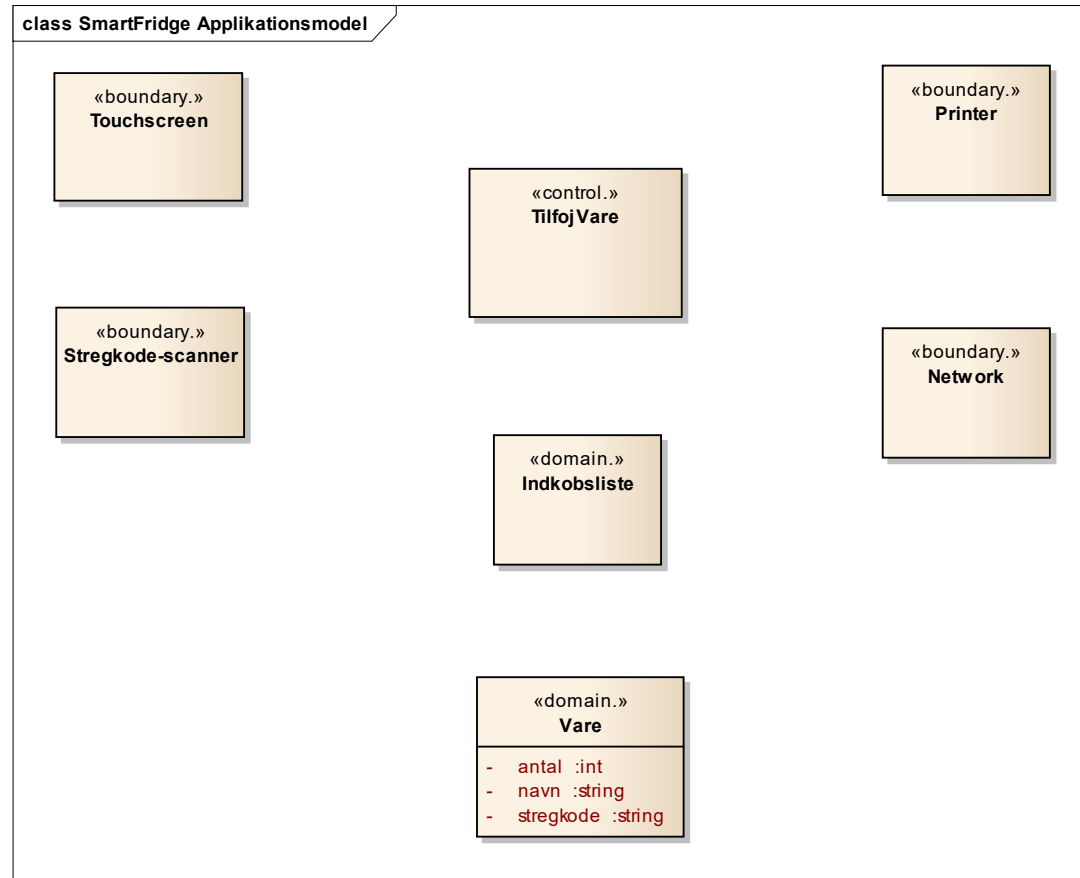 class SmartFridge Applikationsmodel
«boundary.»
Touchscreen
«boundary.»
Printer
«control.»
TilfojVare
«boundary.»
Stregkode-scanner
«boundary.»
Network
«domain.»
Indkobsliste
«domain.»
Vare
- antal :int
- navn :string
- stregkode :string